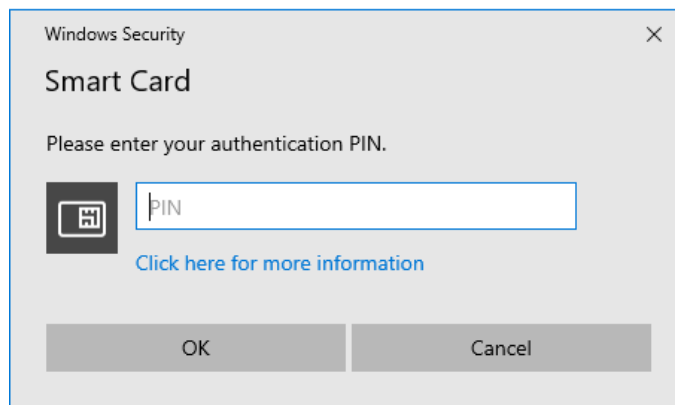 Windows Security
Smart Card
Please enter your authentication PIN.
PIN
Click here for more information
OK
Cancel